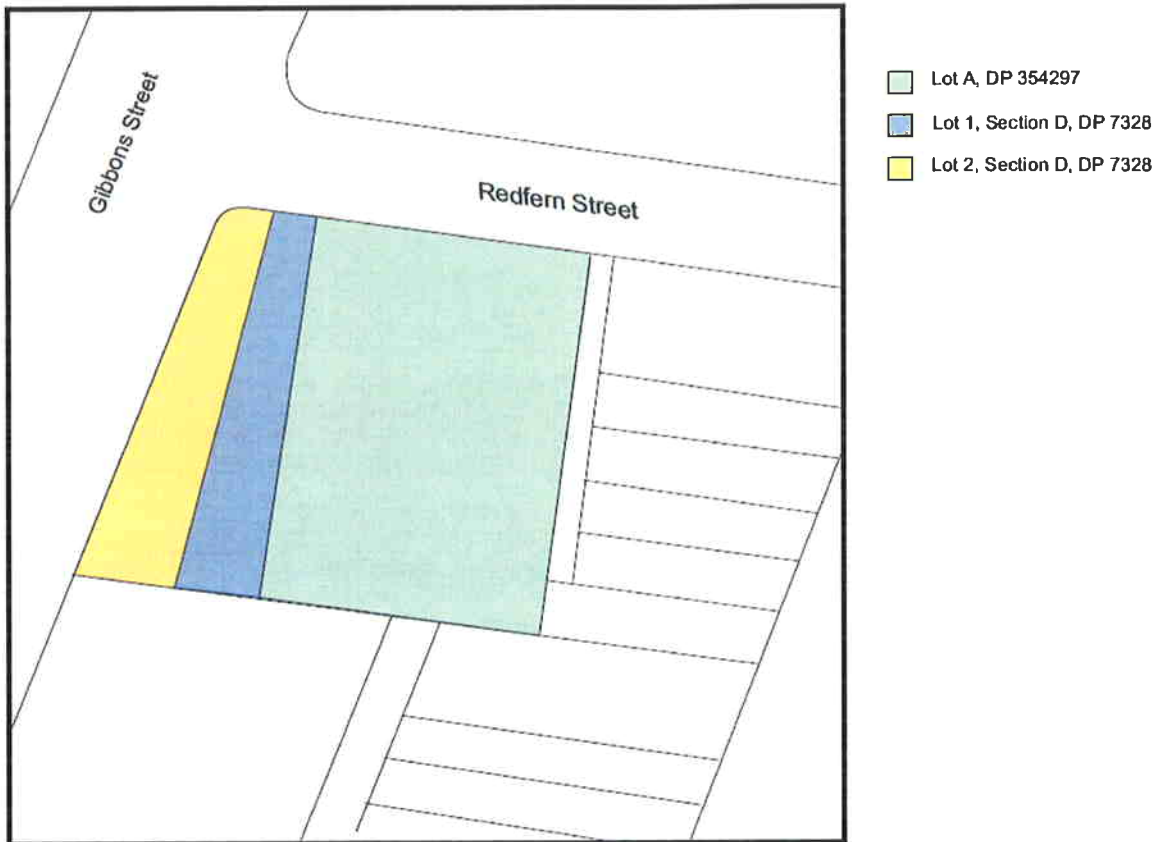 Gibbons Street
Redfern Street
Lot A, DP 354297
Lot 1, Section D, DP 7328
Lot 2, Section D, DP 7328